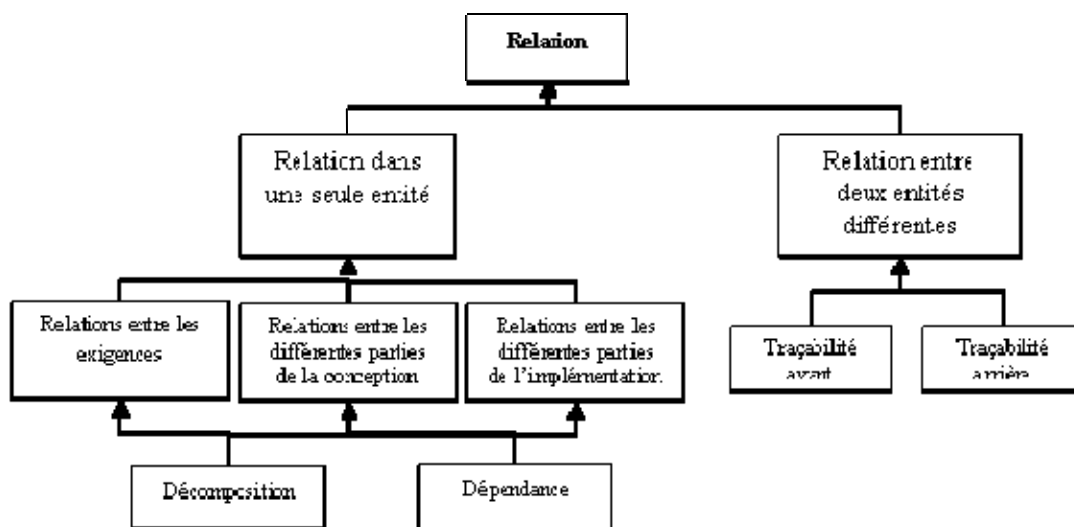 Relation
Relation dans
une seule entité
Relation entre
deux entités
différentes
Relations entre les
exigences
Relations entre les
différentes parties
de la conception
Relations entre les
différentes parties
de l'implémentation.
Traçabilité
avant
Traçabilité
arrière
Décomposition
Dépendance